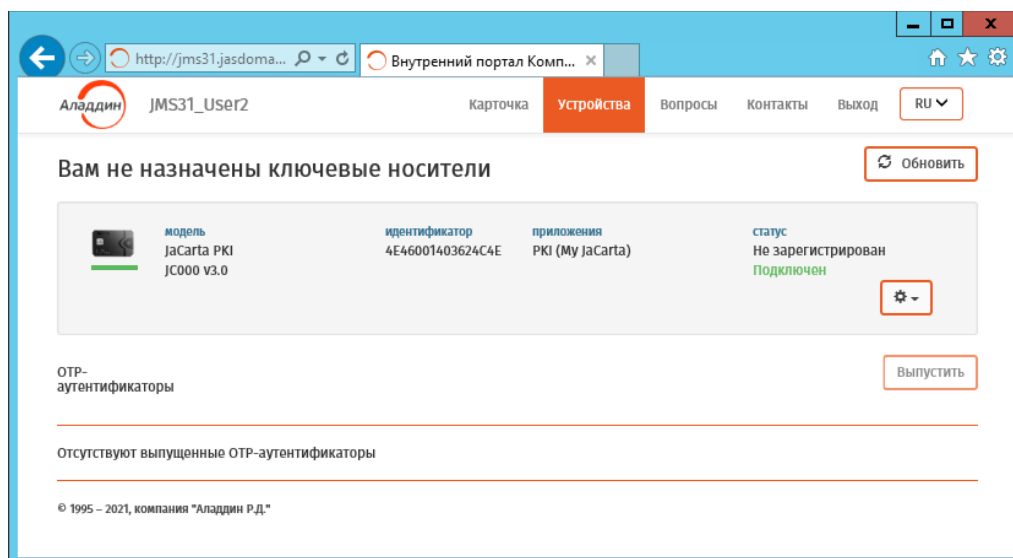 http://jms31.jasdoma...
Внутренний портал Комп...
Аладдин JMS31_User2 Карточка Устройства Вопросы Контакты Выход RU
Вам не назначены ключевые носители Обновить
модель идентификатор приложения статус
JaCarta PKI 4E46001403624C4E PKI (My JaCarta) Не зарегистрирован
JC000 v3.0 Подключен
OTP-
аутентификаторы
Выпустить
Отсутствуют выпущенные OTP-аутентификаторы
© 1995 – 2021, компания "Аладдин Р.Д."